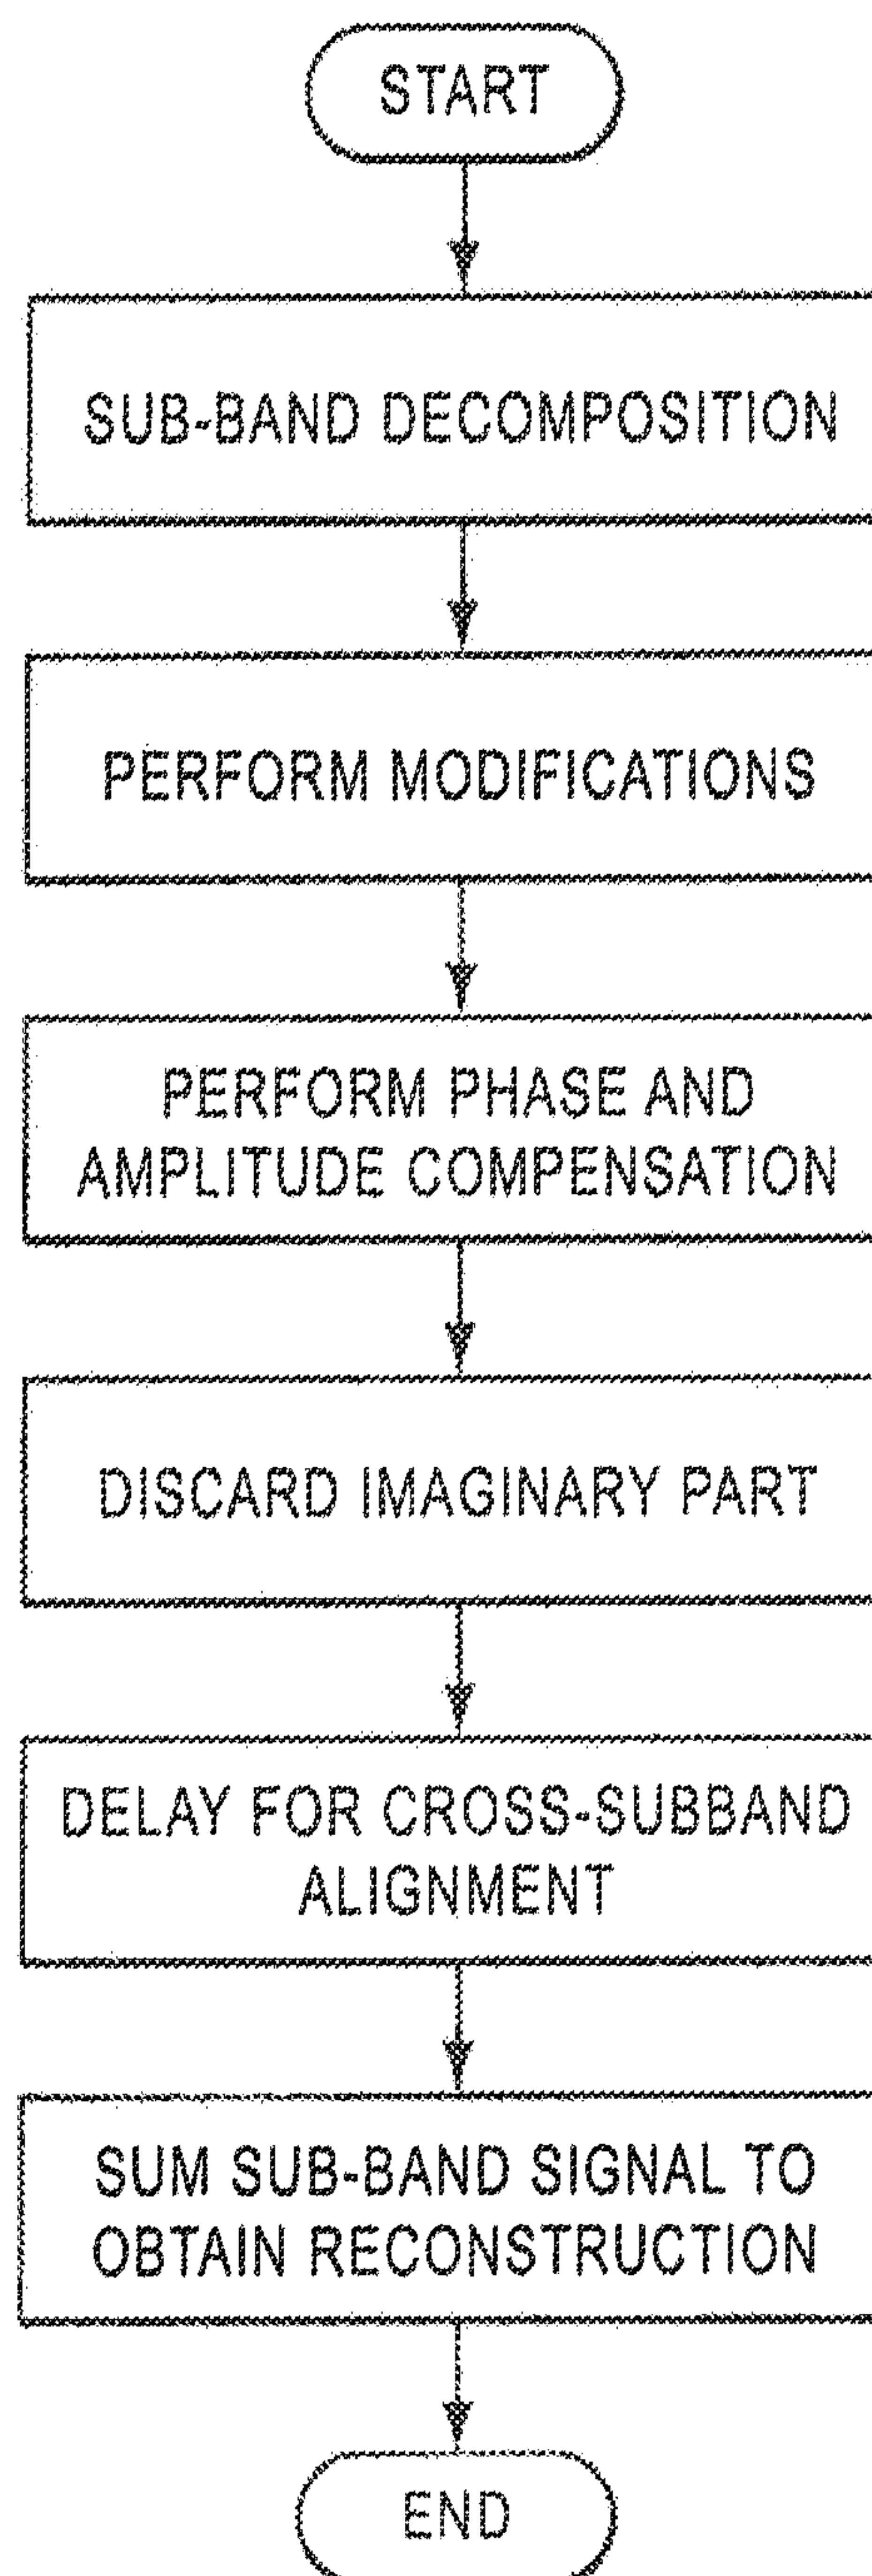 START
SUB-BAND DECOMPOSITION
PERFORM MODIFICATIONS
PERFORM PHASE AND
AMPLITUDE COMPENSATION
DISCARD IMAGINARY PART
DELAY FOR CROSS-SUBBAND
ALIGNMENT
SUM SUB-BAND SIGNAL TO
OBTAIN RECONSTRUCTION
END